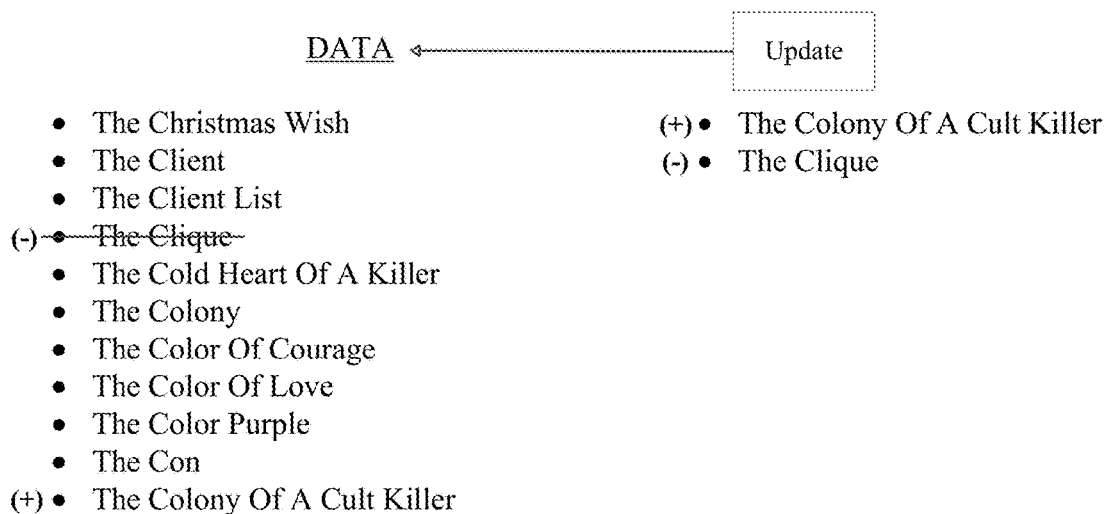 DATA
Update
• The Christmas Wish
• The Client
• The Client List
(-) • The Clique
• The Cold Heart Of A Killer
• The Colony
• The Color Of Courage
• The Color Of Love
• The Color Purple
• The Con
(+) • The Colony Of A Cult Killer
(+) • The Colony Of A Cult Killer
(-) • The Clique